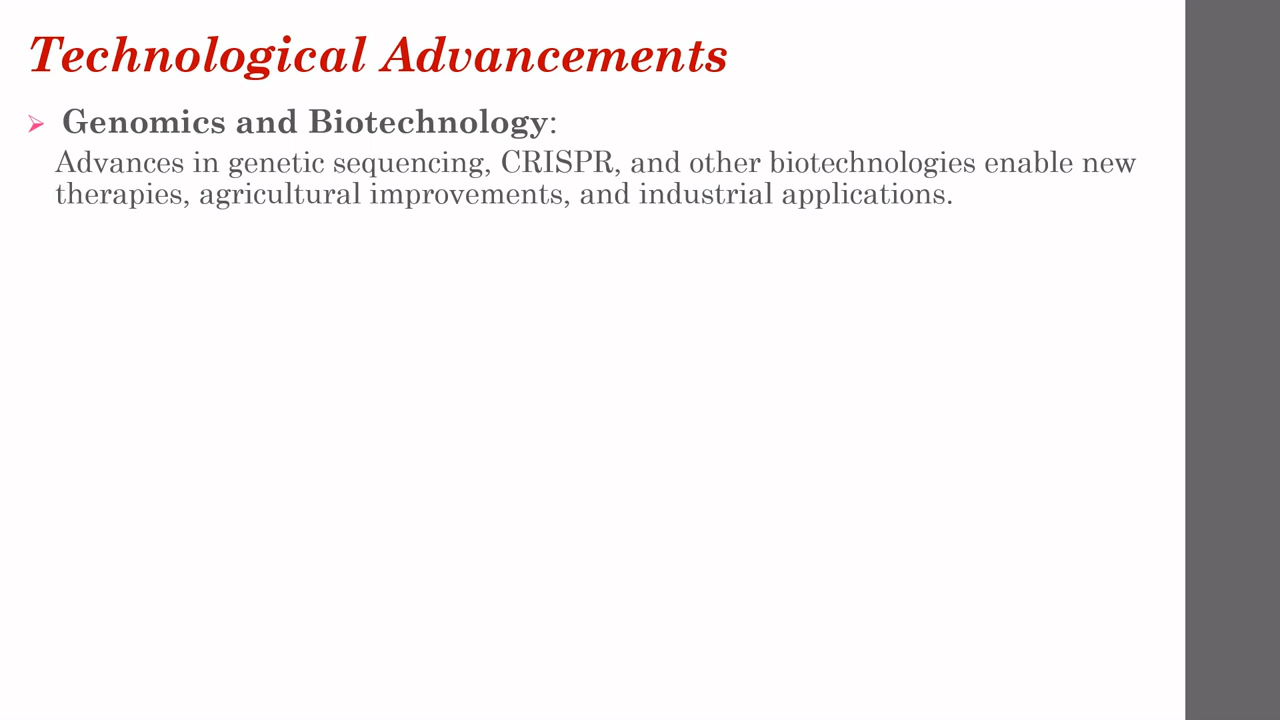 Technological Advancements
Genomics and Biotechnology:
Advances in genetic sequencing, CRISPR, and other biotechnologies enable new
therapies, agricultural improvements, and industrial applications.